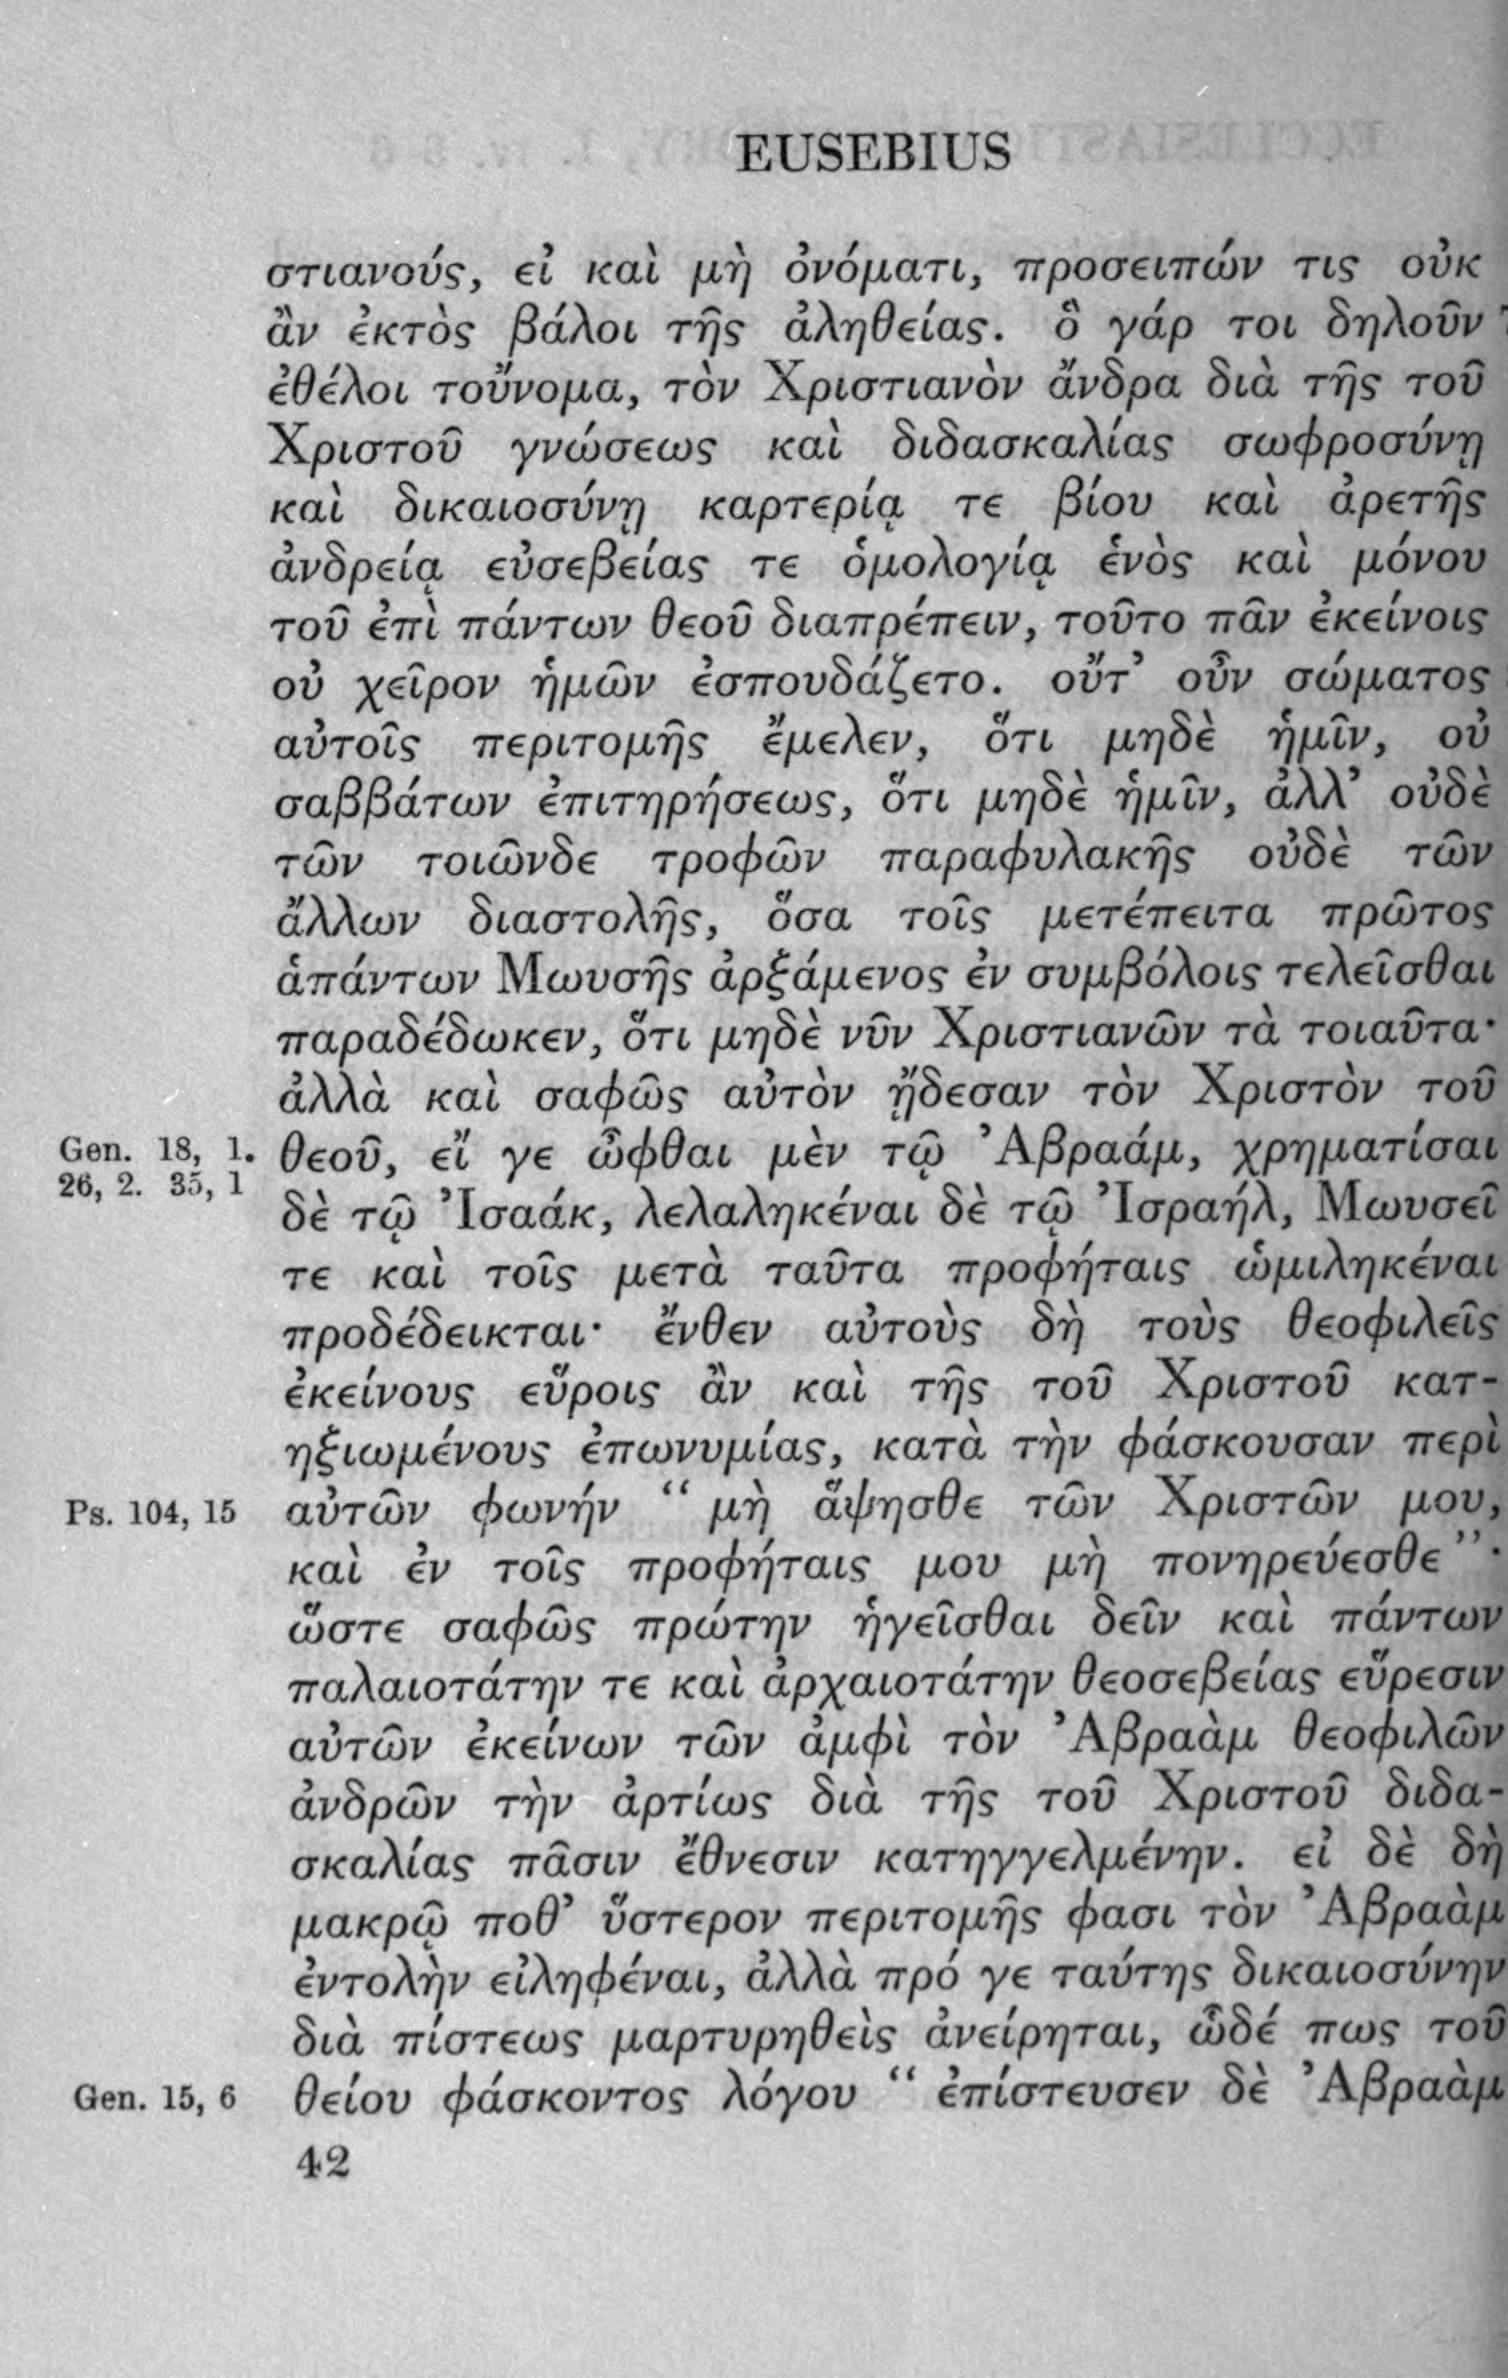 EUSEBIUS
στιανούς, εἰ καὶ μὴ ὀνόματι, προσειπών τις οὐκ
ἂν ἐκτὸς βάλοι τῆς ἀληθείας. ὃ γάρ τοι δηλοῦν
ἐθέλοι τοὔνομα, τὸν Χριστιανὸν ἄνδρα διὰ τῆς τοῦ
Χριστοῦ γνώσεως καὶ διδασκαλίας σωφροσύνῃ
καὶ δικαιοσύνῃ καρτερίᾳ τε βίου καὶ ἀρετῆς
ἀνδρείᾳ εὐσεβείας τε ὁμολογίᾳ ἑνὸς καὶ μόνου
τοῦ ἐπὶ πάντων θεοῦ διαπρέπειν, τοῦτο πᾶν ἐκείνοις
οὐ χεῖρον ἡμῶν ἐσπουδάζετο. οὔτ’ οὖν σώματος
αὐτοῖς περιτομῆς ἔμελεν, ὅτι μηδὲ ἡμῖν, οὐ
σαββάτων ἐπιτηρήσεως, ὅτι μηδὲ ἡμῖν, ἀλλ’ οὐδὲ
τῶν τοιῶνδε τροφῶν παραφυλακῆς οὐδὲ τῶν
ἄλλων διαστολῆς, ὅσα τοῖς μετέπειτα πρῶτος
ἁπάντων Μωυσῆς ἀρξάμενος ἐν συμβόλοις τελεῖσθαι
παραδέδωκεν, ὅτι μηδὲ νῦν Χριστιανῶν τὰ τοιαῦτα·
ἀλλὰ καὶ σαφῶς αὐτὸν ᾔδεσαν τὸν Χριστὸν τοῦ
Gen. 18, 1. θεοῦ, εἴ γε ὦφθαι μὲν τῷ Ἀβραάμ, χρηματίσαι
26, 2. 35, 1 δὲ τῷ Ἰσαάκ, λελαληκέναι δὲ τῷ Ἰσραήλ, Μωυσεῖ
τε καὶ τοῖς μετὰ ταῦτα προφήταις ὡμιληκέναι
προδέδεικται· ἔνθεν αὐτοὺς δὴ τοὺς θεοφιλεῖς
ἐκείνους εὕροις ἂν καὶ τῆς τοῦ Χριστοῦ κατ-
ηξιωμένους ἐπωνυμίας, κατὰ τὴν φάσκουσαν περὶ
Ps. 104, 15 αὐτῶν φωνήν “ μὴ ἅψησθε τῶν Χριστῶν μου,
καὶ ἐν τοῖς προφήταις μου μὴ πονηρεύεσθε ”·
ὥστε σαφῶς πρώτην ἡγεῖσθαι δεῖν καὶ πάντων
παλαιοτάτην τε καὶ ἀρχαιοτάτην θεοσεβείας εὕρεσιν
αὐτῶν ἐκείνων τῶν ἀμφὶ τὸν Ἀβραὰμ θεοφιλῶν
ἀνδρῶν τὴν ἀρτίως διὰ τῆς τοῦ Χριστοῦ διδα-
σκαλίας πᾶσιν ἔθνεσιν κατηγγελμένην. εἰ δὲ δὴ
μακρῷ ποθ’ ὕστερον περιτομῆς φασι τὸν Ἀβραὰμ
ἐντολὴν εἰληφέναι, ἀλλὰ πρό γε ταύτης δικαιοσύνην
διὰ πίστεως μαρτυρηθεὶς ἀνείρηται, ὧδέ πως τοῦ
Gen. 15, 6 θείου φάσκοντος λόγου “ ἐπίστευσεν δὲ Ἀβραὰμ
42